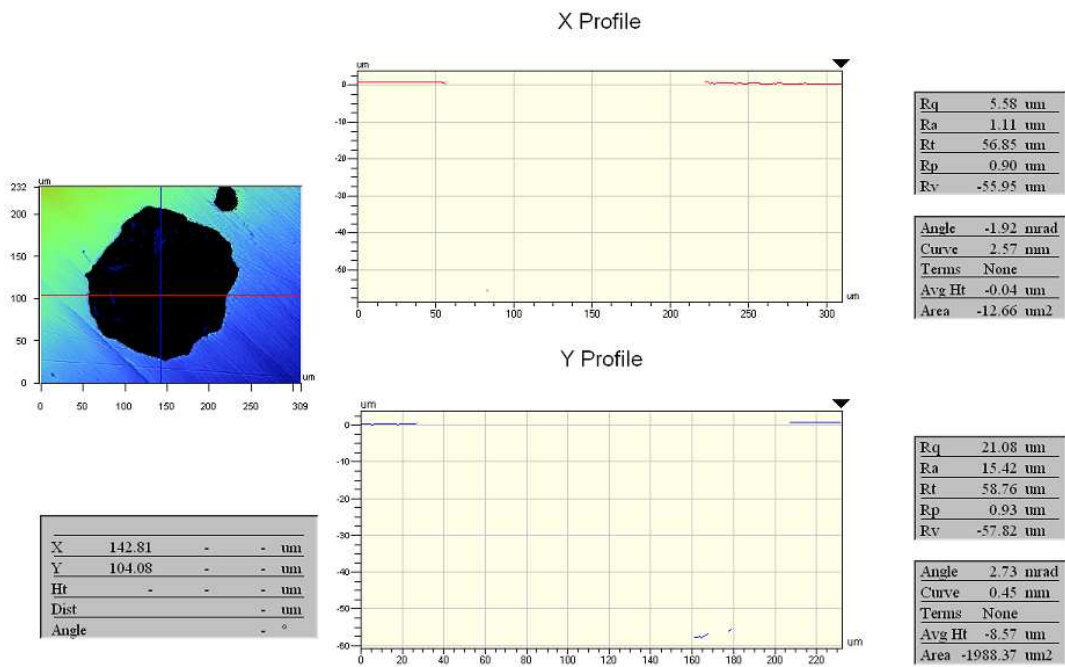 X Profile
um
0
-10
-20
-30
-40
-50
-60
0 50 100 150 200 250 300
um
Rq 5.58 um
Ra 1.11 um
Rt 56.85 um
Rp 0.90 um
Rv -55.95 um
Angle -1.92 mrad
Curve 2.57 mm
Terms None
Avg Ht -0.04 um
Area -12.66 um2
um
232
200
150
100
50
0
um
0 50 100 150 200 250 309
Y Profile
um
0
-10
-20
-30
-40
-50
-60
0 20 40 60 80 100 120 140 160 180 200 220
um
Rq 21.08 um
Ra 15.42 um
Rt 58.76 um
Rp 0.93 um
Rv -57.82 um
Angle 2.73 mrad
Curve 0.45 mm
Terms None
Avg Ht -8.57 um
Area -1988.37 um2
X 142.81 - - um
Y 104.08 - - um
Ht - - - um
Dist - um
Angle - °